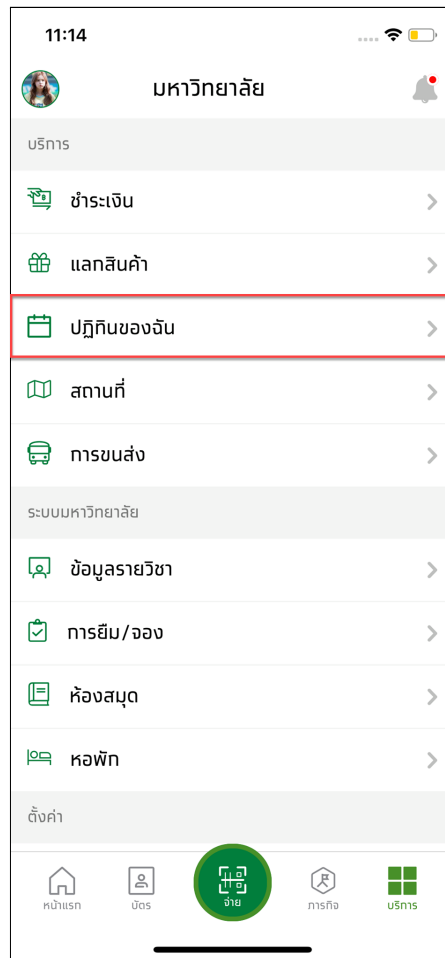 11:14
มหาวิทยาลัย
บริการ
ชำระเงิน
แลกสินค้า
ปฏิทินของฉัน
สถานที่
การขนส่ง
ระบบมหาวิทยาลัย
ข้อมูลรายวิชา
การยืม/จอง
ห้องสมุด
หอพัก
ตั้งค่า
หน้าแรก
บัตร
จ่าย
ภารกิจ
บริการ